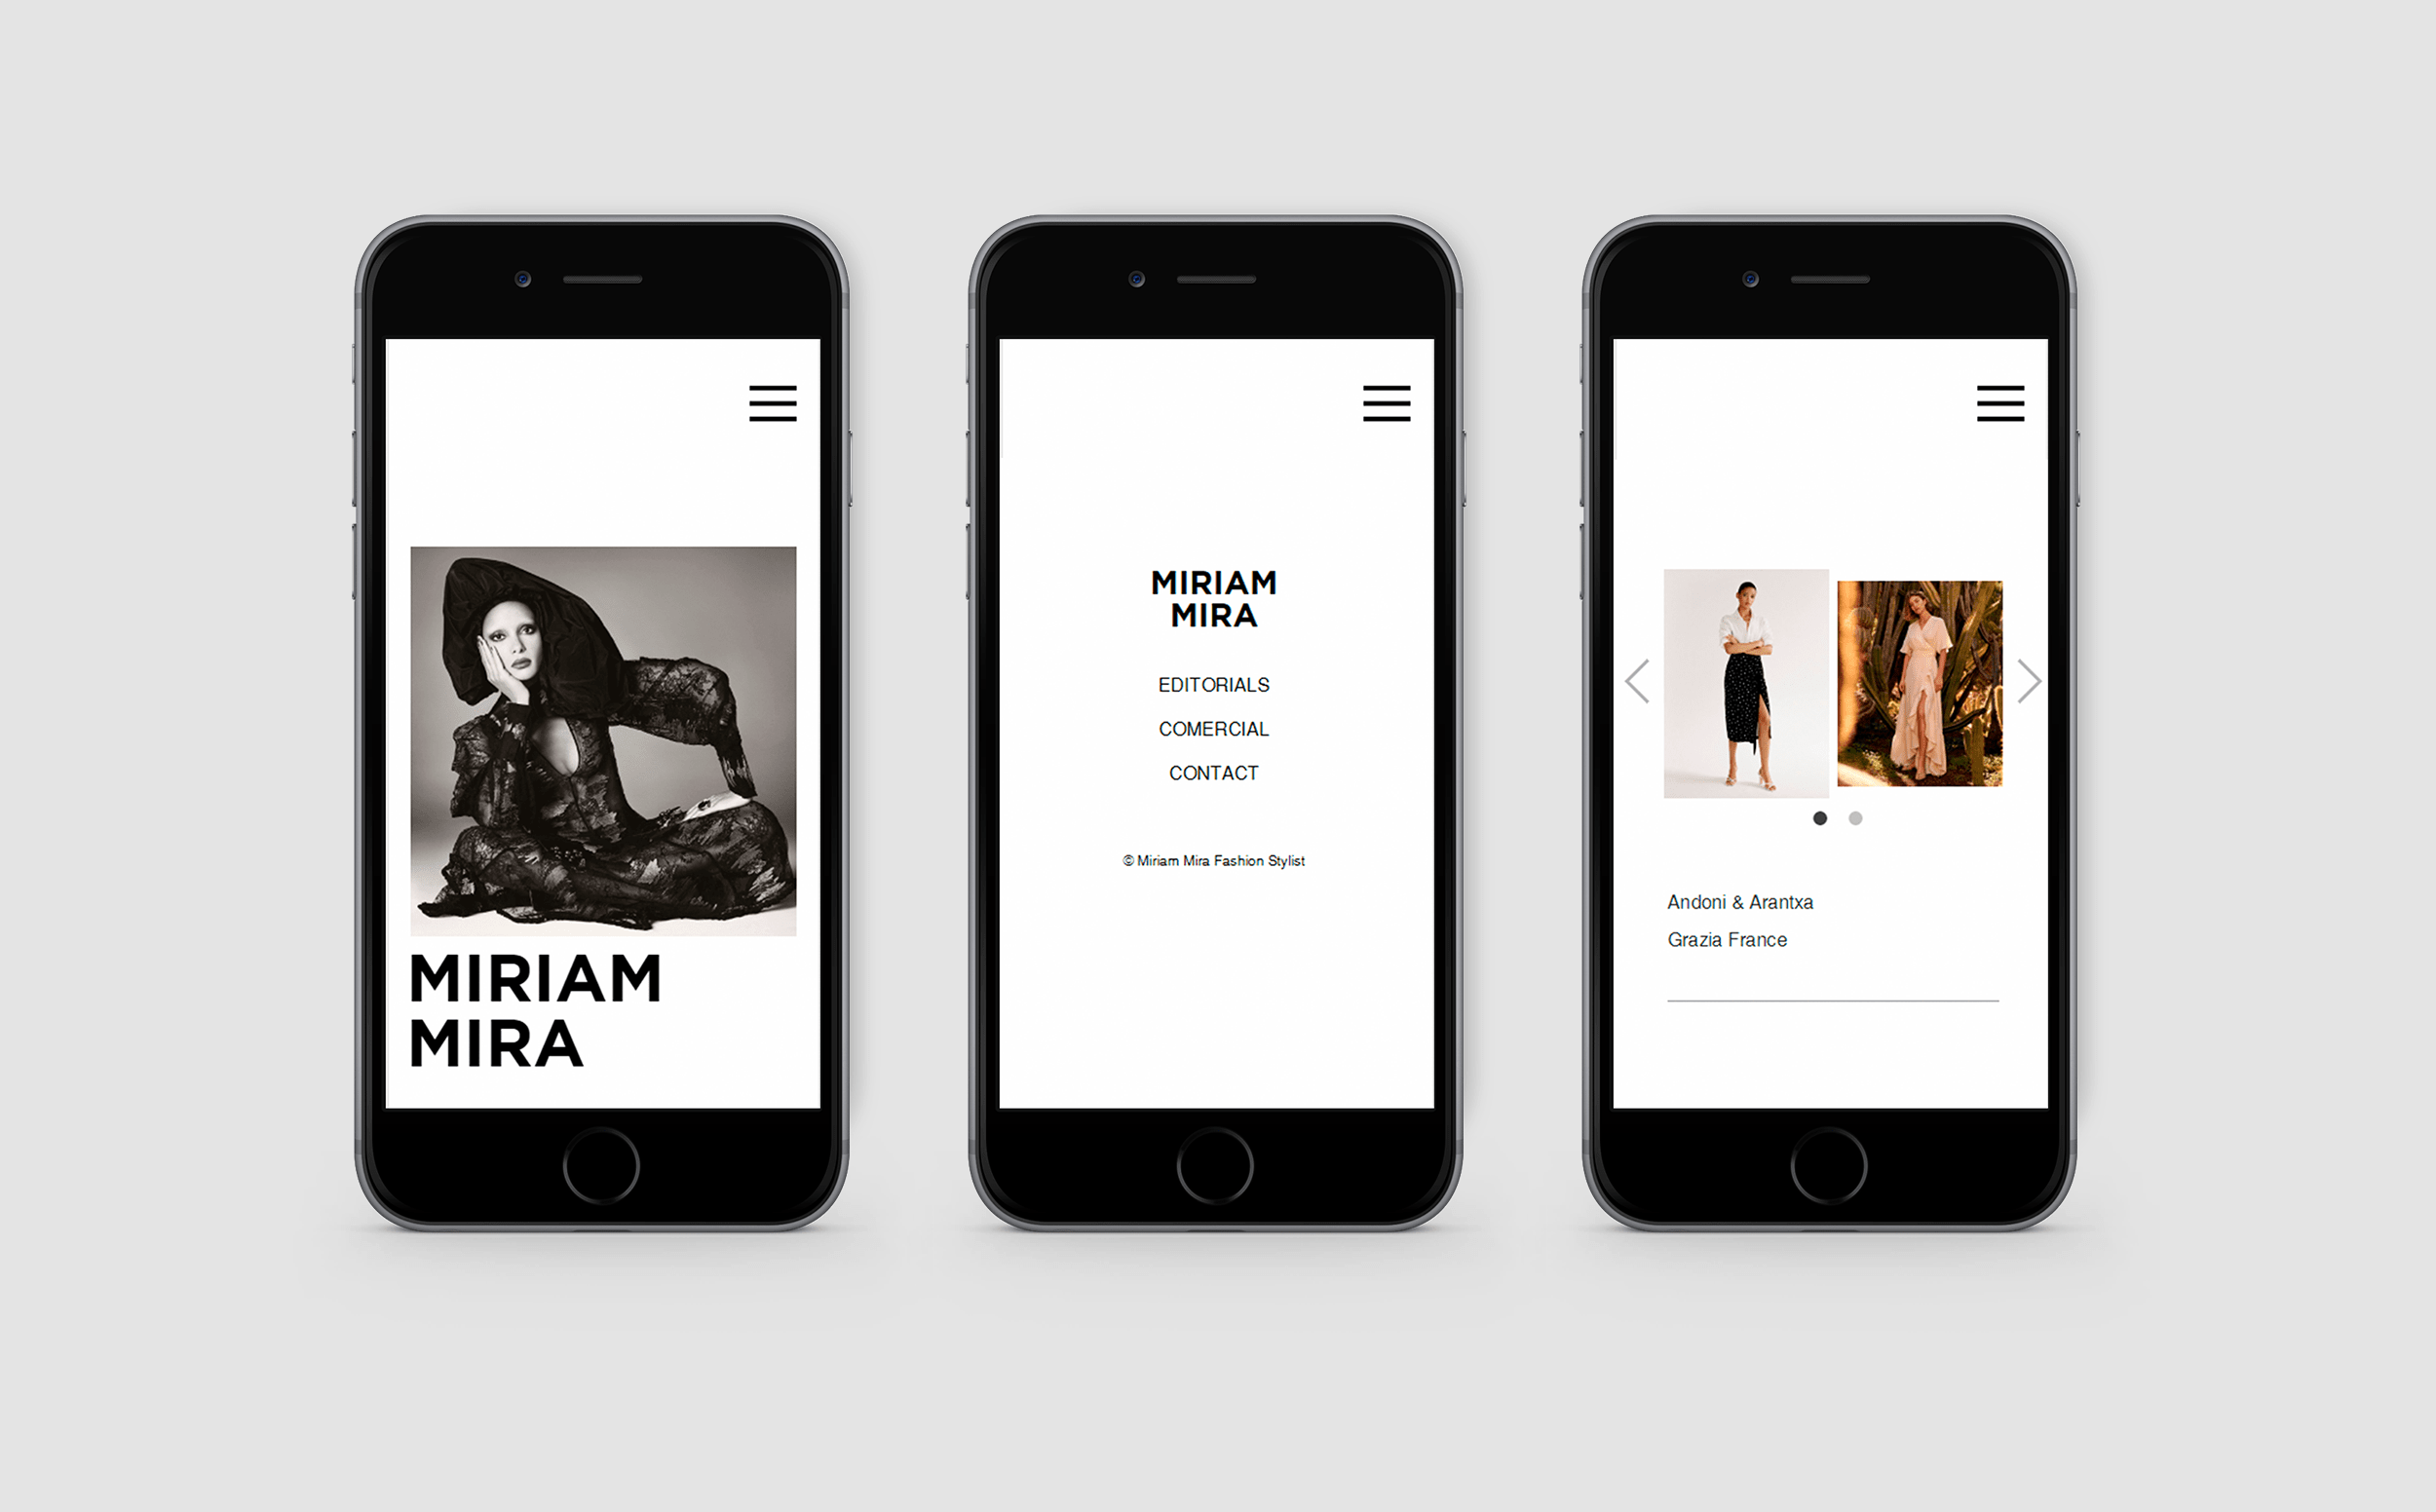 MIRIAM
MIRA
MIRIAM
MIRA
EDITORIALS
COMERCIAL
CONTACT
© Miriam Mira Fashion Stylist
Andoni & Arantxa
Grazia France